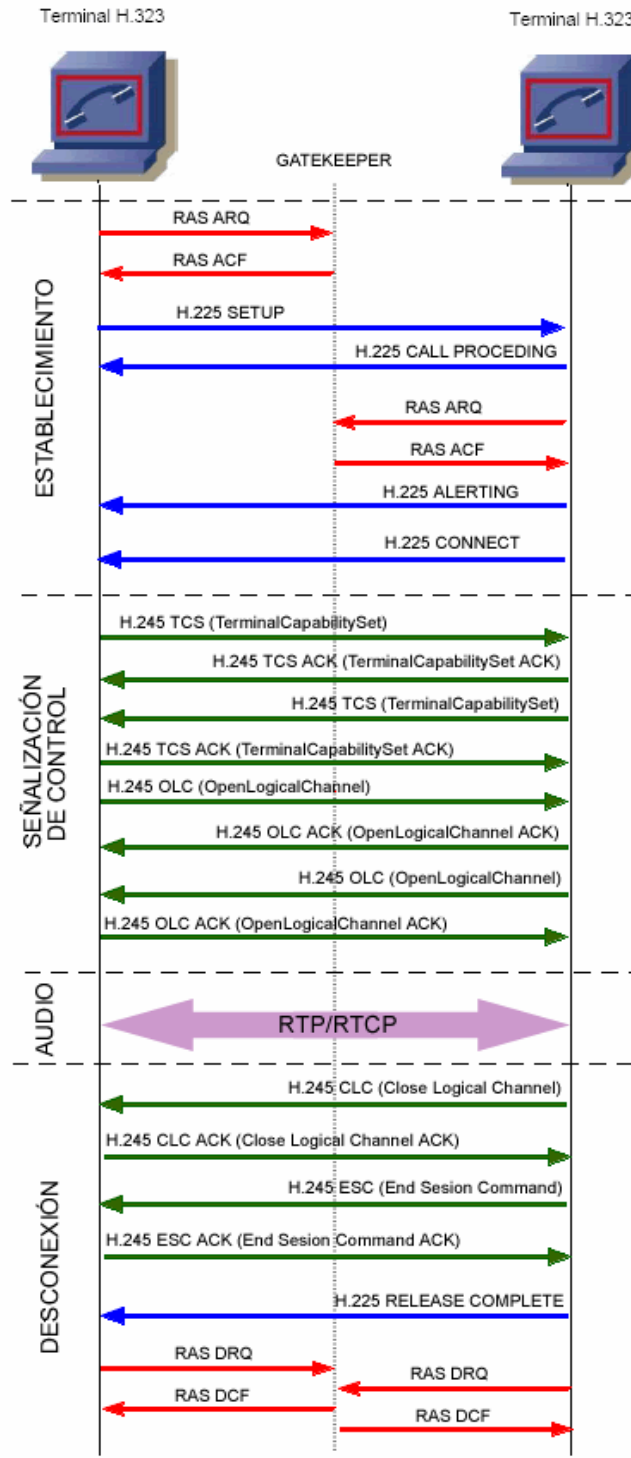 Terminal H.323
Terminal H.323
GATEKEEPER
ESTABLECIMIENTO
RAS ARQ
RAS ACF
H.225 SETUP
H.225 CALL PROCEDING
RAS ARQ
RAS ACF
H.225 ALERTING
H.225 CONNECT
SEÑALIZACIÓN
DE CONTROL
H.245 TCS (TerminalCapabilitySet)
H.245 TCS ACK (TerminalCapabilitySet ACK)
H.245 TCS (TerminalCapabilitySet)
H.245 TCS ACK (TerminalCapabilitySet ACK)
H.245 OLC (OpenLogicalChannel)
H.245 OLC ACK (OpenLogicalChannel ACK)
H.245 OLC (OpenLogicalChannel)
H.245 OLC ACK (OpenLogicalChannel ACK)
AUDIO
RTP/RTCP
DESCONEXIÓN
H.245 CLC (Close Logical Channel)
H.245 CLC ACK (Close Logical Channel ACK)
H.245 ESC (End Sesion Command)
H.245 ESC ACK (End Sesion Command ACK)
H.225 RELEASE COMPLETE
RAS DRQ
RAS DRQ
RAS DCF
RAS DCF